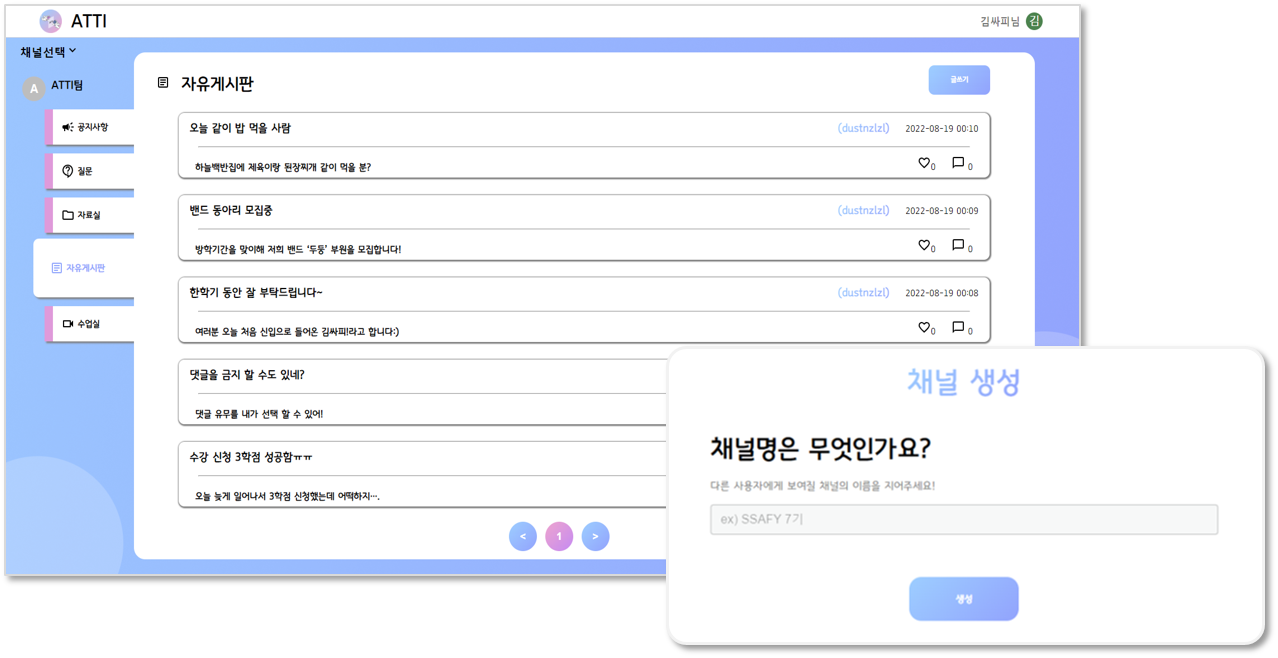 ATTI
김싸피님 김
채널선택
A ATTI팀
공지사항
질문
자료실
자유게시판
수업실
자유게시판
글쓰기
오늘 같이 밥 먹을 사람 (dustnzlzl) 2022-08-19 00:10
하늘백반집에 제육이랑 된장찌개 같이 먹을 분? 0 0
밴드 동아리 모집중 (dustnzlzl) 2022-08-19 00:09
방학기간을 맞이해 저희 밴드 '두둥' 부원을 모집합니다! 0 0
한학기 동안 잘 부탁드립니다~ (dustnzlzl) 2022-08-19 00:08
여러분 오늘 처음 신입으로 들어온 김싸피!라고 합니다:) 0 0
댓글을 금지 할 수도 있네?
댓글 유무를 내가 선택 할 수 있어!
수강 신청 3학점 성공함ㅠㅠ
오늘 늦게 일어나서 3학점 신청했는데 어떡하지….
< 1 >
채널 생성
채널명은 무엇인가요?
다른 사용자에게 보여질 채널의 이름을 지어주세요!
ex) SSAFY 7기
생성